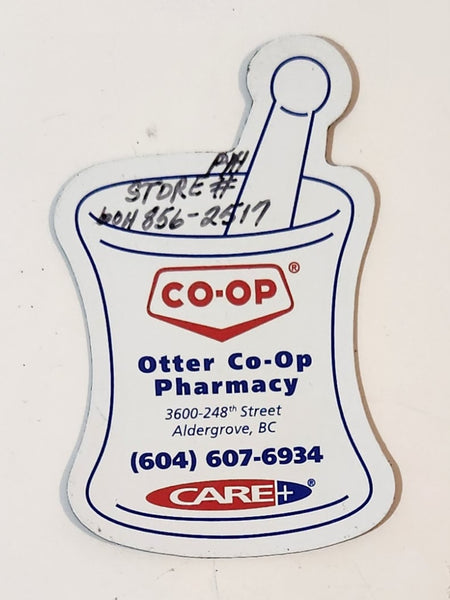 PH
STORE #
604 856-2517
CO-OP®
Otter Co-Op
Pharmacy
3600-248th Street
Aldergrove, BC
(604) 607-6934
CARE+®